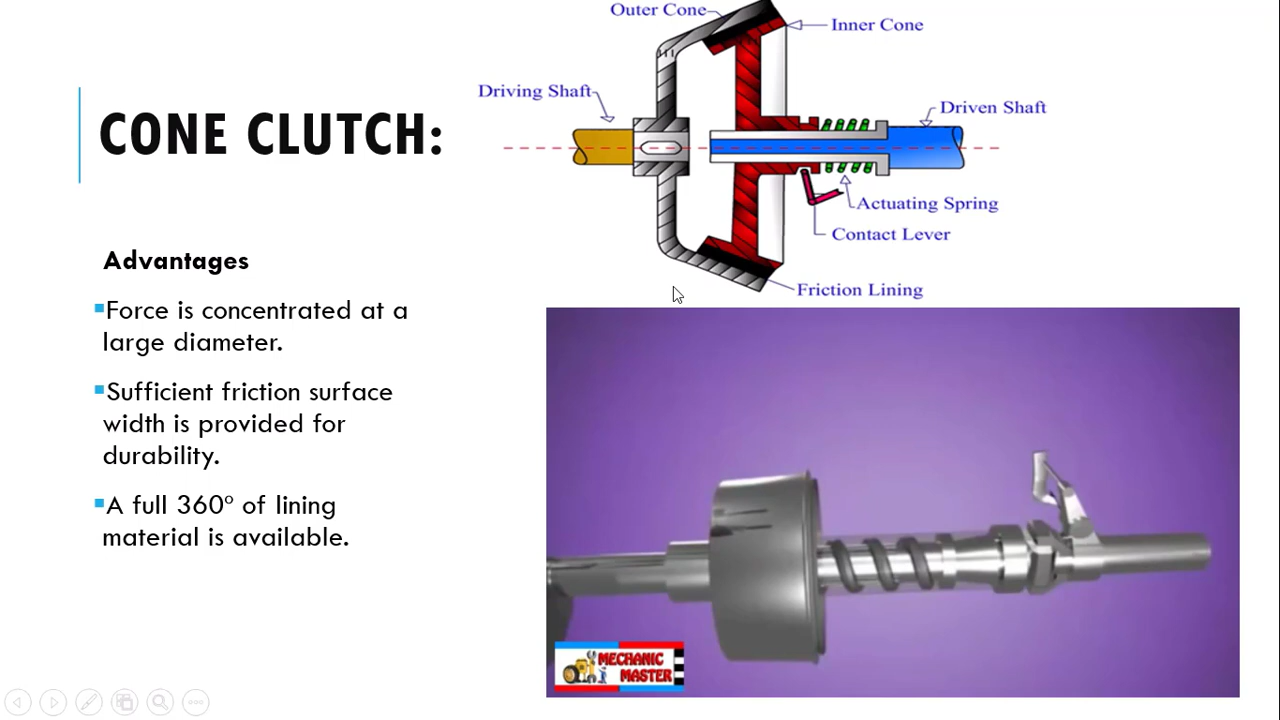 CONE CLUTCH:
Advantages
▪Force is concentrated at a
large diameter.
▪Sufficient friction surface
width is provided for
durability.
▪A full 360° of lining
material is available.
Outer Cone
Inner Cone
Driving Shaft
Driven Shaft
Actuating Spring
Contact Lever
Friction Lining
MECHANIC
MASTER